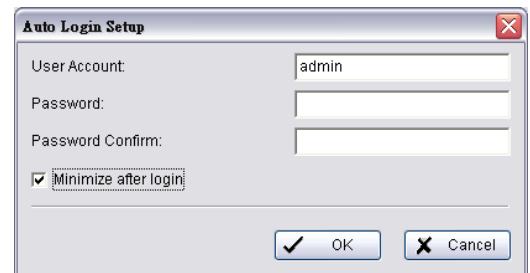 Auto Login Setup
User Account: admin
Password:
Password Confirm:
Minimize after login
OK Cancel